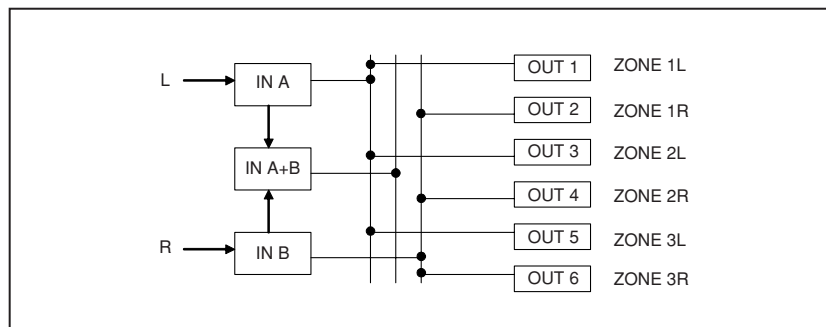 L
IN A
IN A+B
R
IN B
OUT 1 ZONE 1L
OUT 2 ZONE 1R
OUT 3 ZONE 2L
OUT 4 ZONE 2R
OUT 5 ZONE 3L
OUT 6 ZONE 3R